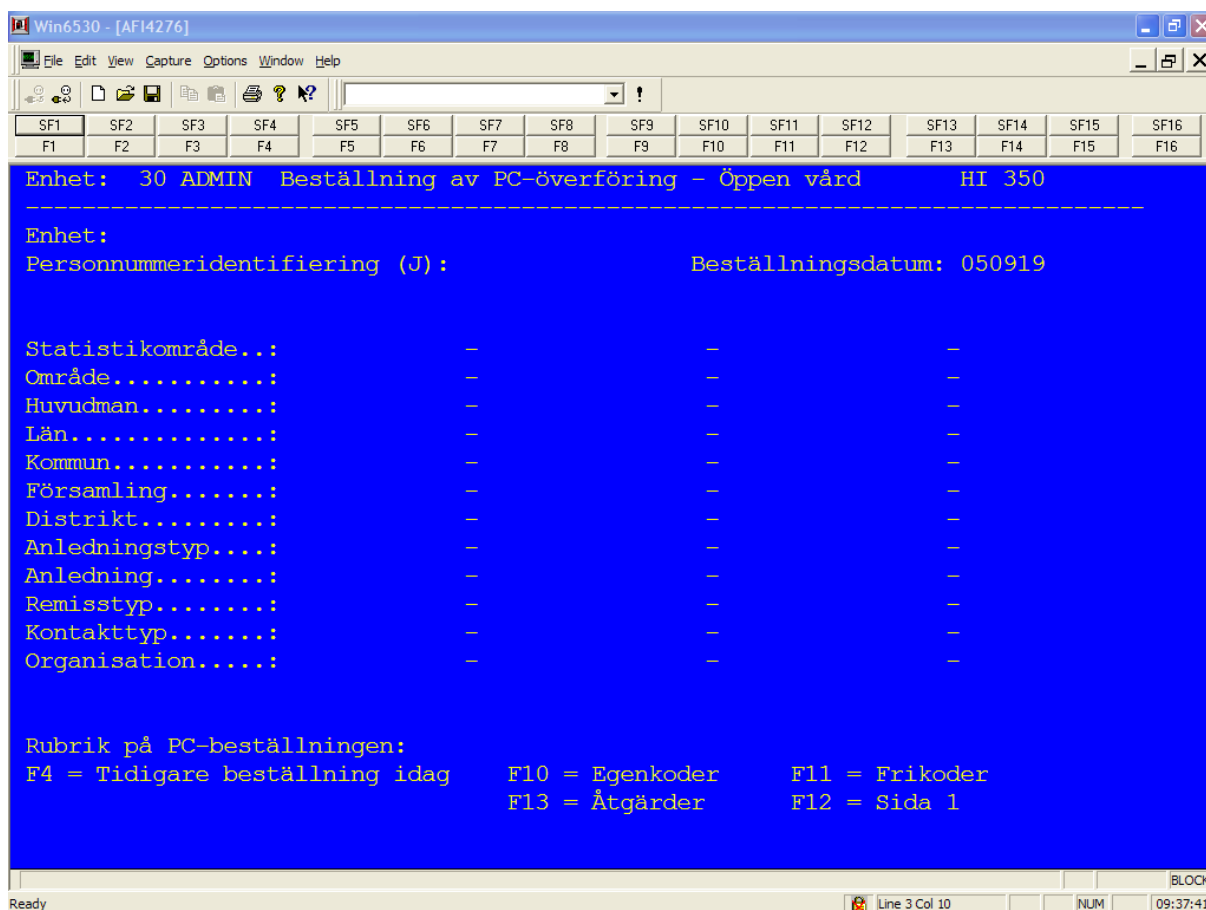 Win6530 - [AFI4276]
File Edit View Capture Options Window Help
SF1 SF2 SF3 SF4 SF5 SF6 SF7 SF8 SF9 SF10 SF11 SF12 SF13 SF14 SF15 SF16
F1 F2 F3 F4 F5 F6 F7 F8 F9 F10 F11 F12 F13 F14 F15 F16
Enhet: 30 ADMIN Beställning av PC-överföring - Öppen vård HI 350
--------------------------------------------------------------------------------
Enhet:
Personnummeridentifiering (J): Beställningsdatum: 050919
Statistikområde..: - - -
Område...........: - - -
Huvudman.........: - - -
Län..............: - - -
Kommun...........: - - -
Församling.......: - - -
Distrikt.........: - - -
Anledningstyp....: - - -
Anledning........: - - -
Remisstyp........: - - -
Kontakttyp.......: - - -
Organisation.....: - - -
Rubrik på PC-beställningen:
F4 = Tidigare beställning idag F10 = Egenkoder F11 = Frikoder
F13 = Åtgärder F12 = Sida 1
BLOCK
Ready Line 3 Col 10 NUM 09:37:41